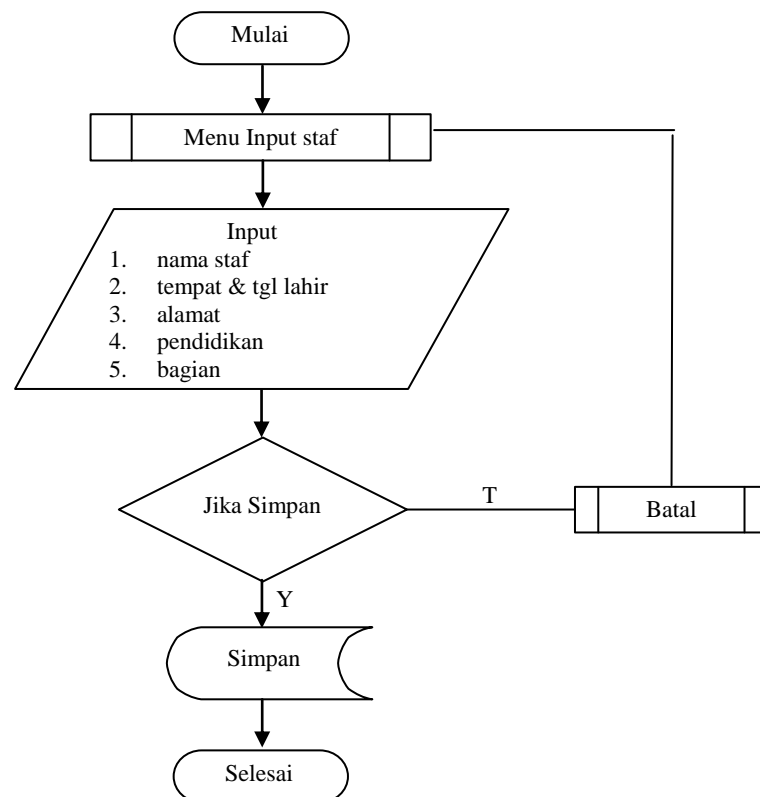 Mulai
Menu Input staf
Input
1. nama staf
2. tempat & tgl lahir
3. alamat
4. pendidikan
5. bagian
Jika Simpan
T
Batal
Y
Simpan
Selesai